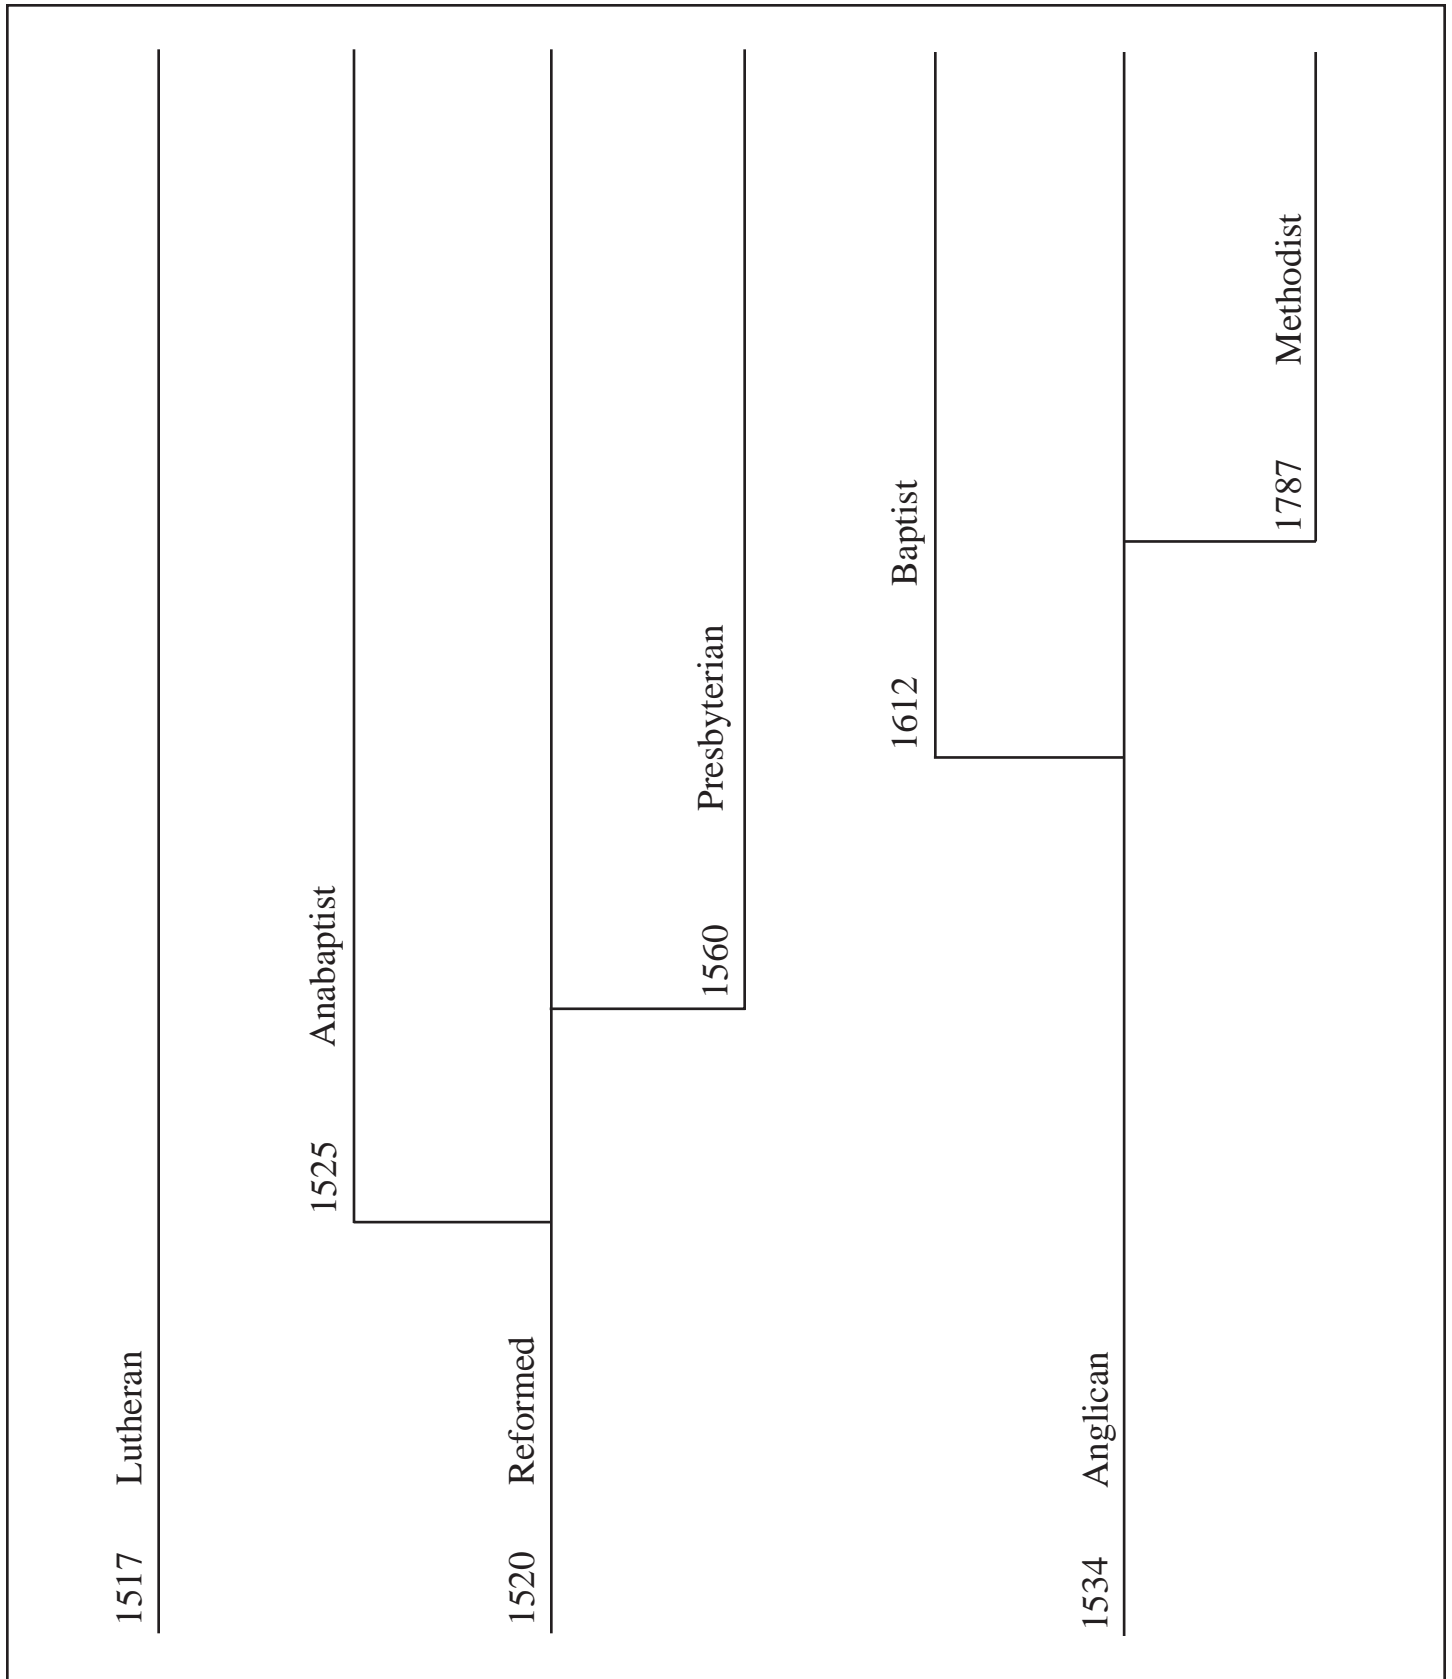 1517 Lutheran
1525 Anabaptist
1520 Reformed
1560 Presbyterian
1612 Baptist
1534 Anglican
1787 Methodist